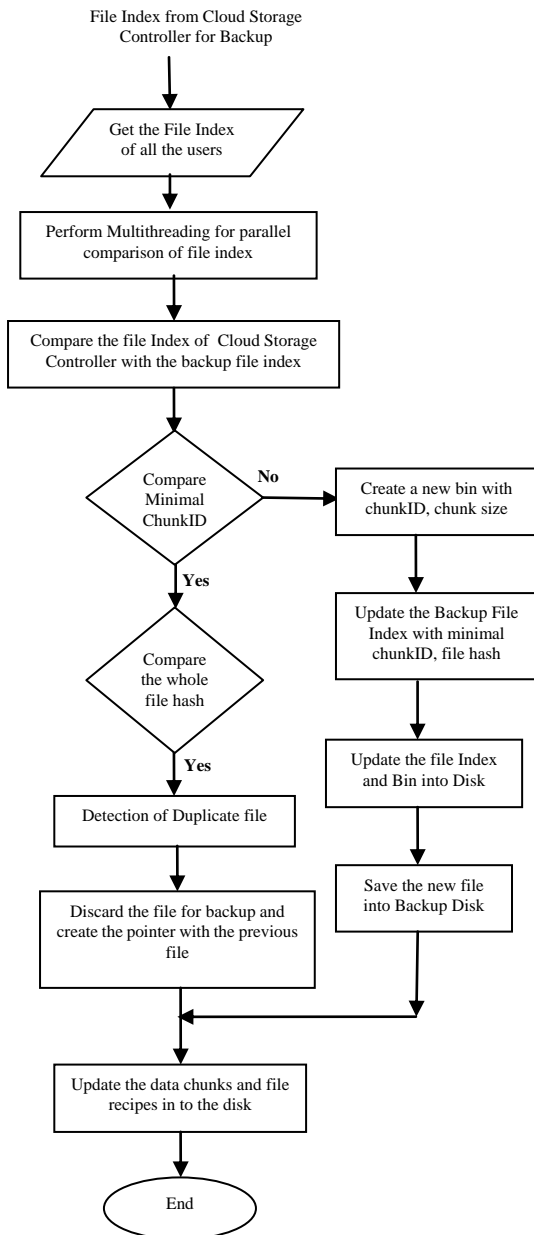 File Index from Cloud Storage
Controller for Backup
Get the File Index
of all the users
Perform Multithreading for parallel
comparison of file index
Compare the file Index of Cloud Storage
Controller with the backup file index
Compare
Minimal
ChunkID
No
Create a new bin with
chunkID, chunk size
Yes
Update the Backup File
Index with minimal
chunkID, file hash
Compare
the whole
file hash
Yes
Update the file Index
and Bin into Disk
Detection of Duplicate file
Save the new file
into Backup Disk
Discard the file for backup and
create the pointer with the previous
file
Update the data chunks and file
recipes in to the disk
End